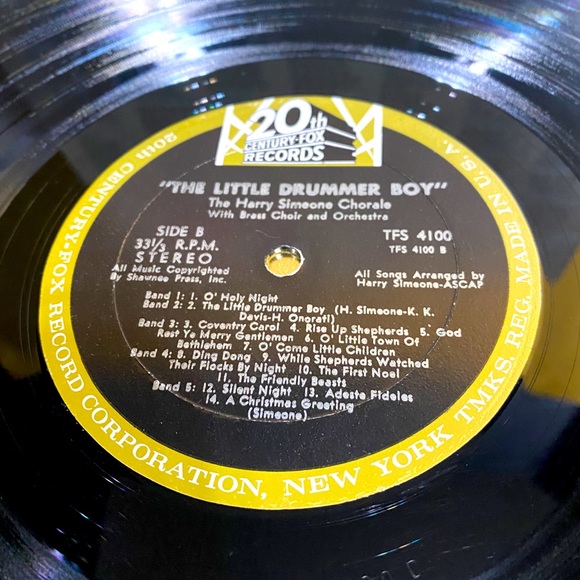 20th
CENTURY-FOX
RECORDS
"THE LITTLE DRUMMER BOY"
The Harry Simeone Chorale
With Brass Choir and Orchestra
SIDE B
33⅓ R.P.M.
STEREO
All Music Copyrighted
By Shawnee Press, Inc.
TFS 4100
TFS 4100 B
All Songs Arranged by
Harry Simeone-ASCAP
Band 1: 1. O' Holy Night
Band 2: 2. The Little Drummer Boy (H. Simeone-K. K.
Davis-H. Onorati)
Band 3: 3. Coventry Carol 4. Rise Up Shepherds 5. God
Rest Ye Merry Gentlemen 6. O' Little Town Of
Bethlehem 7. O' Come Little Children
Band 4: 8. Ding Dong 9. While Shepherds Watched
Their Flocks By Night 10. The First Noel
11. The Friendly Beasts
Band 5: 12. Silent Night 13. Adeste Fideles
14. A Christmas Greeting
(Simeone)
20th CENTURY-FOX RECORD CORPORATION, NEW YORK TMKS. REG. MADE IN U.S.A.